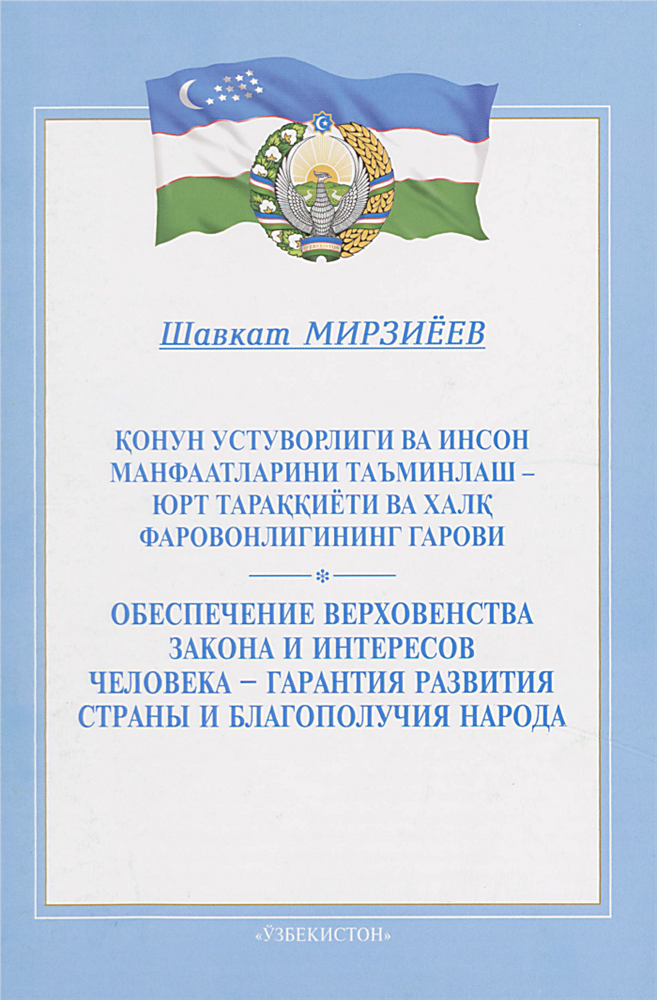 Шавкат МИРЗИЁЕВ
ҚОНУН УСТУВОРЛИГИ ВА ИНСОН
МАНФААТЛАРИНИ ТАЪМИНЛАШ –
ЮРТ ТАРАҚҚИЁТИ ВА ХАЛҚ
ФАРОВОНЛИГИНИНГ ГАРОВИ
ОБЕСПЕЧЕНИЕ ВЕРХОВЕНСТВА
ЗАКОНА И ИНТЕРЕСОВ
ЧЕЛОВЕКА – ГАРАНТИЯ РАЗВИТИЯ
СТРАНЫ И БЛАГОПОЛУЧИЯ НАРОДА
«ЎЗБЕКИСТОН»